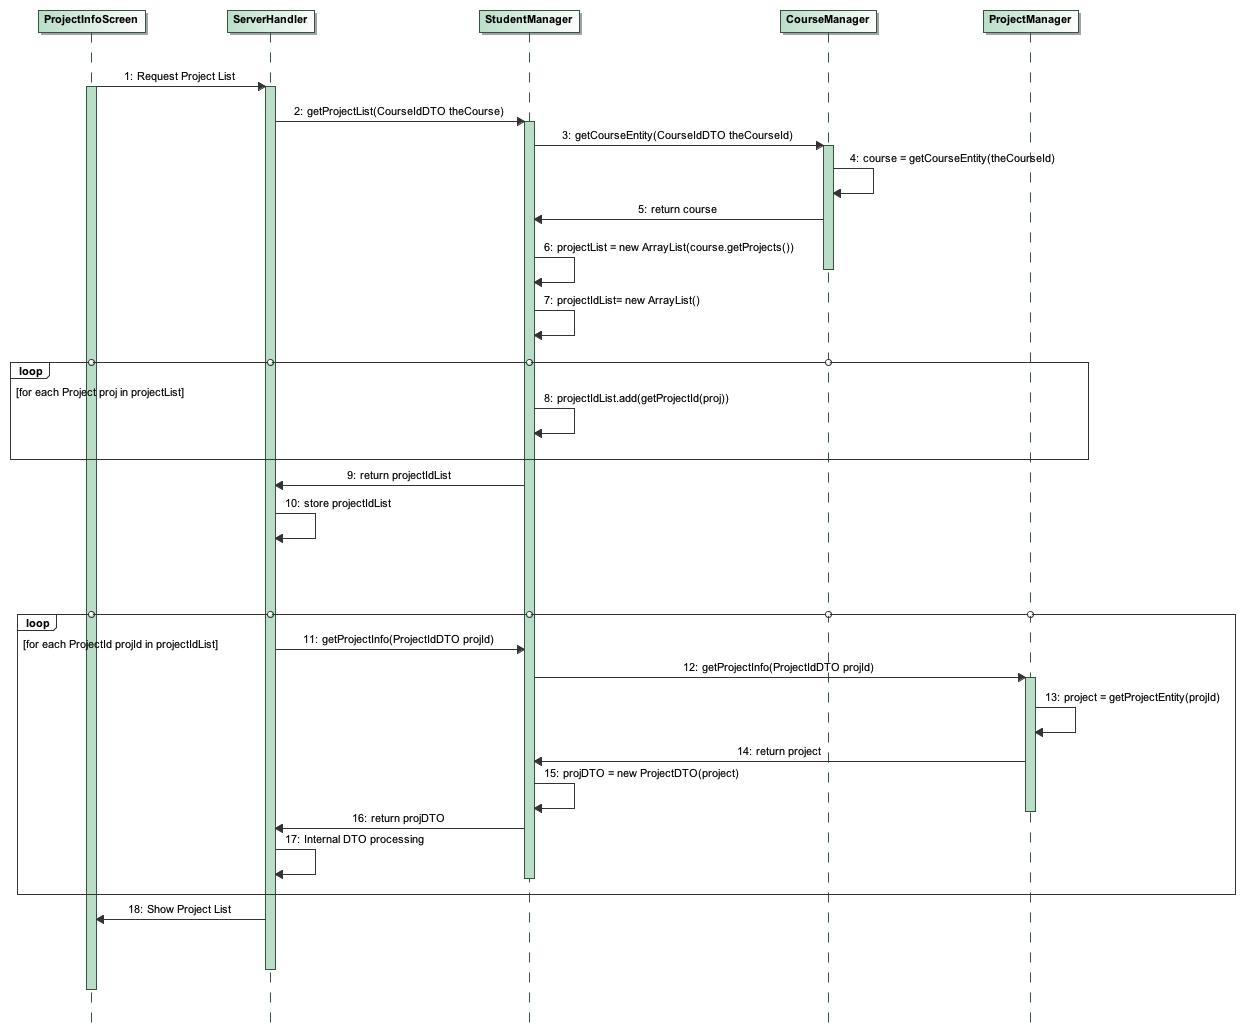 ProjectInfoScreen
ServerHandler
StudentManager
CourseManager
ProjectManager
1: Request Project List
2: getProjectList(CourseIdDTO theCourse)
3: getCourseEntity(CourseIdDTO theCourseId)
4: course = getCourseEntity(theCourseId)
5: return course
6: projectList = new ArrayList(course.getProjects())
7: projectIdList= new ArrayList()
loop
[for each Project proj in projectList]
8: projectIdList.add(getProjectId(proj))
9: return projectIdList
10: store projectIdList
loop
[for each ProjectId projId in projectIdList]
11: getProjectInfo(ProjectIdDTO projId)
12: getProjectInfo(ProjectIdDTO projId)
13: project = getProjectEntity(projId)
14: return project
15: projDTO = new ProjectDTO(project)
16: return projDTO
17: Internal DTO processing
18: Show Project List